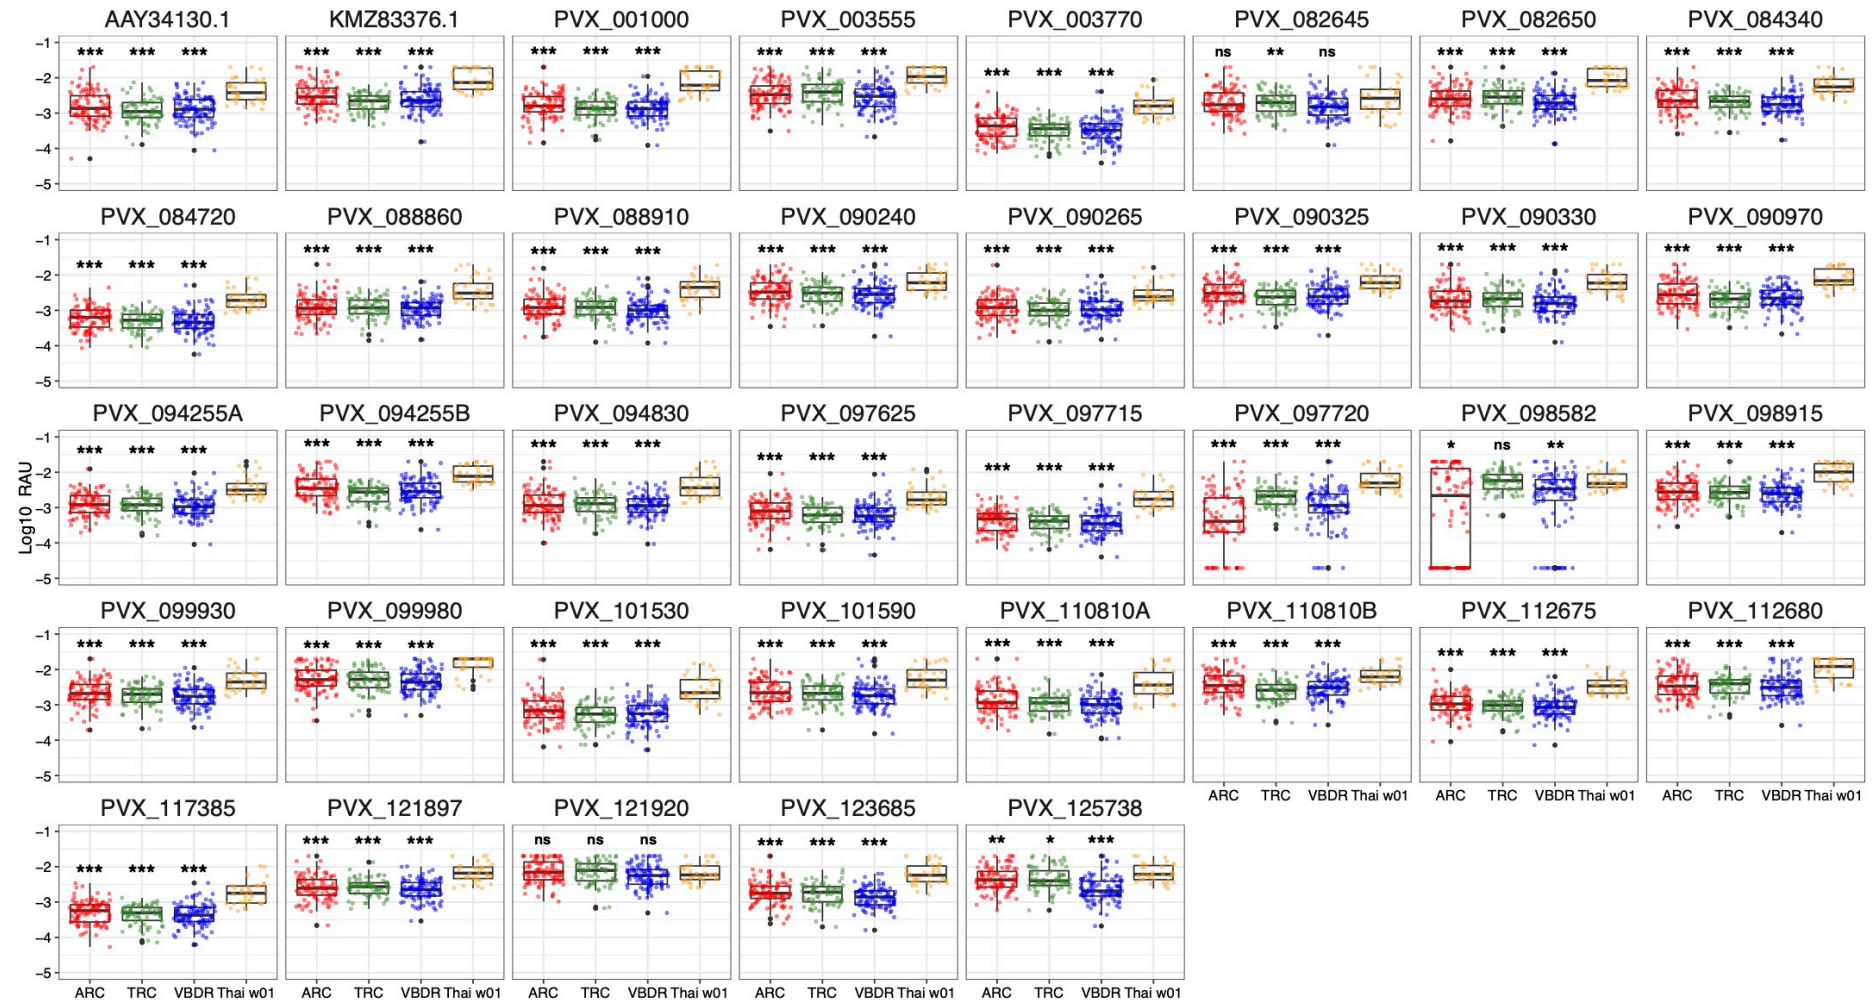 AAY34130.1 KMZ83376.1 PVX_001000 PVX_003555 PVX_003770 PVX_082645 PVX_082650 PVX_084340
*** *** *** *** *** *** *** *** *** *** *** *** *** *** *** ns ** ns *** *** *** *** *** ***
−1
−2
−3
−4
−5
PVX_084720 PVX_088860 PVX_088910 PVX_090240 PVX_090265 PVX_090325 PVX_090330 PVX_090970
*** *** *** *** *** *** *** *** *** *** *** *** *** *** *** *** *** *** *** *** *** *** *** ***
−1
−2
−3
−4
−5
Log10 RAU
PVX_094255A PVX_094255B PVX_094830 PVX_097625 PVX_097715 PVX_097720 PVX_098582 PVX_098915
*** *** *** *** *** *** *** *** *** *** *** *** *** *** *** *** *** *** * ns ** *** *** ***
−1
−2
−3
−4
−5
PVX_099930 PVX_099980 PVX_101530 PVX_101590 PVX_110810A PVX_110810B PVX_112675 PVX_112680
*** *** *** *** *** *** *** *** *** *** *** *** *** *** *** *** *** *** *** *** *** *** *** ***
−1
−2
−3
−4
−5
ARC TRC VBDR Thai w01 ARC TRC VBDR Thai w01 ARC TRC VBDR Thai w01
PVX_117385 PVX_121897 PVX_121920 PVX_123685 PVX_125738
*** *** *** *** *** *** ns ns ns *** *** *** ** * ***
−1
−2
−3
−4
−5
ARC TRC VBDR Thai w01 ARC TRC VBDR Thai w01 ARC TRC VBDR Thai w01 ARC TRC VBDR Thai w01 ARC TRC VBDR Thai w01